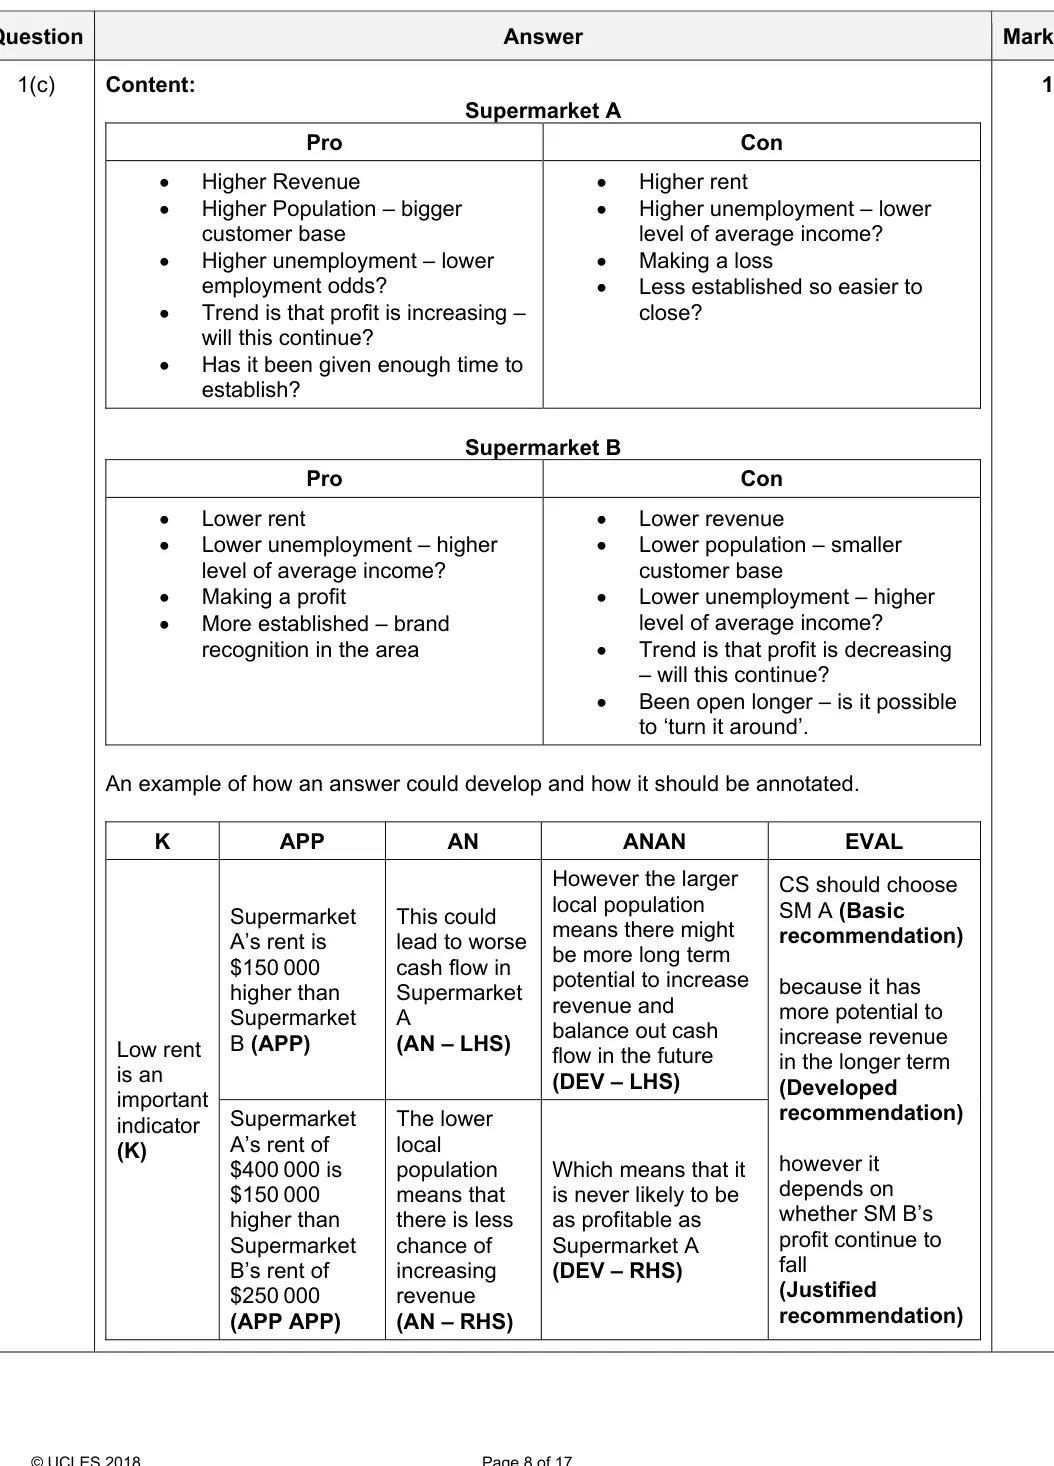 Question Answer Mark
1(c) Content: 1
Supermarket A
Pro Con
• Higher Revenue
• Higher Population – bigger
customer base
• Higher unemployment – lower
employment odds?
• Trend is that profit is increasing –
will this continue?
• Has it been given enough time to
establish?
• Higher rent
• Higher unemployment – lower
level of average income?
• Making a loss
• Less established so easier to
close?
Supermarket B
Pro Con
• Lower rent
• Lower unemployment – higher
level of average income?
• Making a profit
• More established – brand
recognition in the area
• Lower revenue
• Lower population – smaller
customer base
• Lower unemployment – higher
level of average income?
• Trend is that profit is decreasing
– will this continue?
• Been open longer – is it possible
to ‘turn it around’.
An example of how an answer could develop and how it should be annotated.
K APP AN ANAN EVAL
Low rent
is an
important
indicator
(K)
Supermarket
A’s rent is
$150 000
higher than
Supermarket
B (APP)
This could
lead to worse
cash flow in
Supermarket
A
(AN – LHS)
However the larger
local population
means there might
be more long term
potential to increase
revenue and
balance out cash
flow in the future
(DEV – LHS)
Supermarket
A’s rent of
$400 000 is
$150 000
higher than
Supermarket
B’s rent of
$250 000
(APP APP)
The lower
local
population
means that
there is less
chance of
increasing
revenue
(AN – RHS)
Which means that it
is never likely to be
as profitable as
Supermarket A
(DEV – RHS)
CS should choose
SM A (Basic
recommendation)
because it has
more potential to
increase revenue
in the longer term
(Developed
recommendation)
however it
depends on
whether SM B’s
profit continue to
fall
(Justified
recommendation)
© UCLES 2018 Page 8 of 17